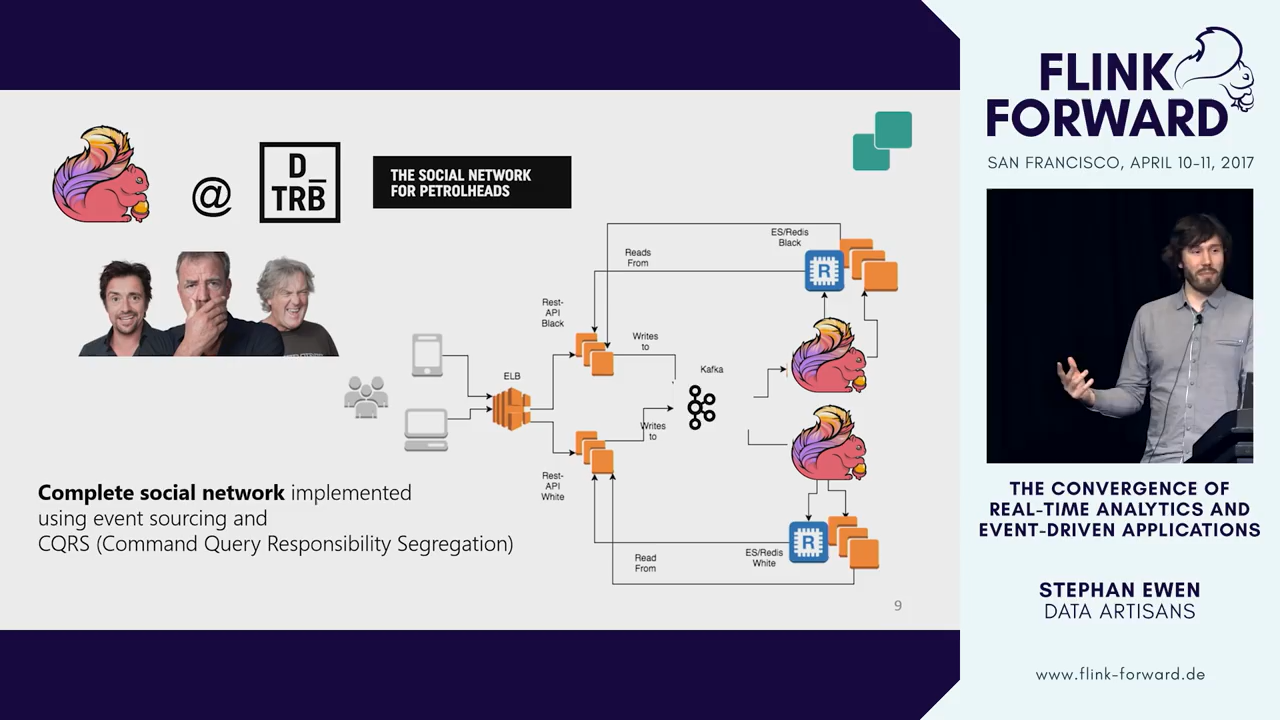 @
D_
TRB
THE SOCIAL NETWORK
FOR PETROLHEADS
ES/Redis
Black
R
Reads
From
Rest-
API
Black
Writes
to
ELB
Kafka
Writes
to
Rest-
API
White
Read
From
ES/Redis
White
R
Complete social network implemented
using event sourcing and
CQRS (Command Query Responsibility Segregation)
9
FLINK
FORWARD
SAN FRANCISCO, APRIL 10-11, 2017
THE CONVERGENCE OF
REAL-TIME ANALYTICS AND
EVENT-DRIVEN APPLICATIONS
STEPHAN EWEN
DATA ARTISANS
www.flink-forward.de